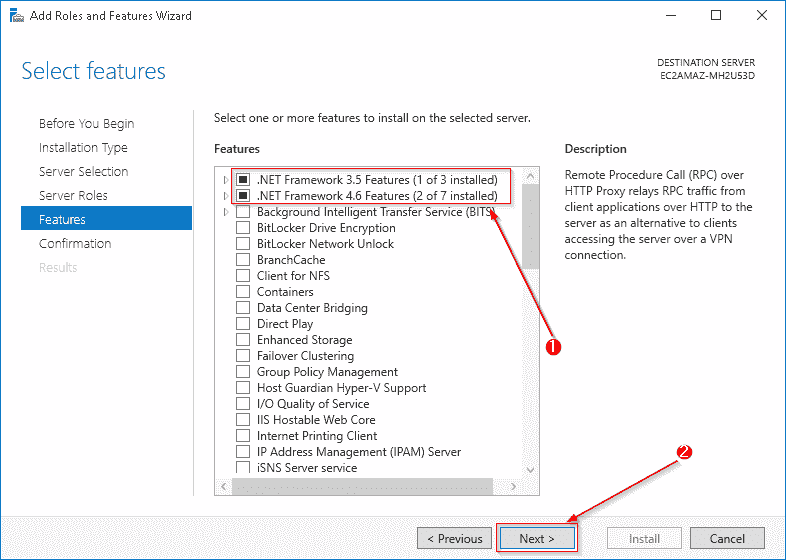 Add Roles and Features Wizard
Select features
DESTINATION SERVER
EC2AMAZ-MH2U53D
Before You Begin
Installation Type
Server Selection
Server Roles
Features
Confirmation
Results
Select one or more features to install on the selected server.
Features
.NET Framework 3.5 Features (1 of 3 installed)
.NET Framework 4.6 Features (2 of 7 installed)
Background Intelligent Transfer Service (BITS)
BitLocker Drive Encryption
BitLocker Network Unlock
BranchCache
Client for NFS
Containers
Data Center Bridging
Direct Play
Enhanced Storage
Failover Clustering
Group Policy Management
Host Guardian Hyper-V Support
I/O Quality of Service
IIS Hostable Web Core
Internet Printing Client
IP Address Management (IPAM) Server
iSNS Server service
Description
Remote Procedure Call (RPC) over
HTTP Proxy relays RPC traffic from
client applications over HTTP to the
server as an alternative to clients
accessing the server over a VPN
connection.
1
2
< Previous
Next >
Install
Cancel